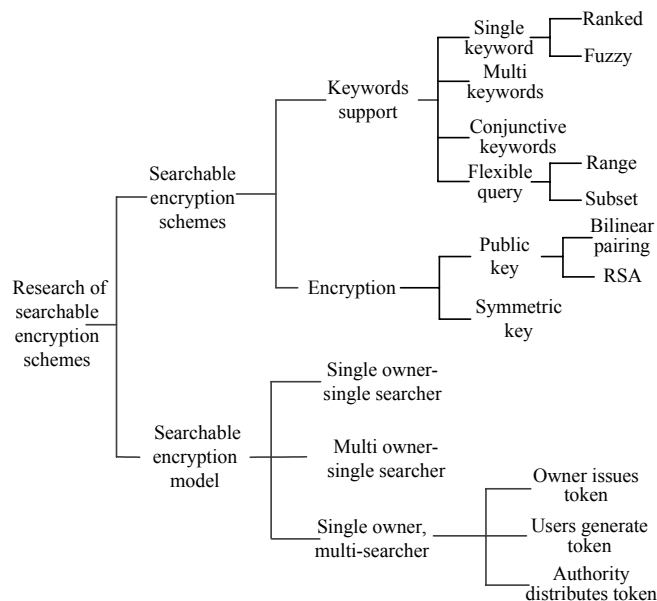 Research of
searchable
encryption
schemes
Searchable
encryption
schemes
Keywords
support
Single
keyword
Ranked
Fuzzy
Multi
keywords
Conjunctive
keywords
Flexible
query
Range
Subset
Encryption
Public
key
Bilinear
pairing
RSA
Symmetric
key
Searchable
encryption
model
Single owner-
single searcher
Multi owner-
single searcher
Single owner,
multi-searcher
Owner issues
token
Users generate
token
Authority
distributes token